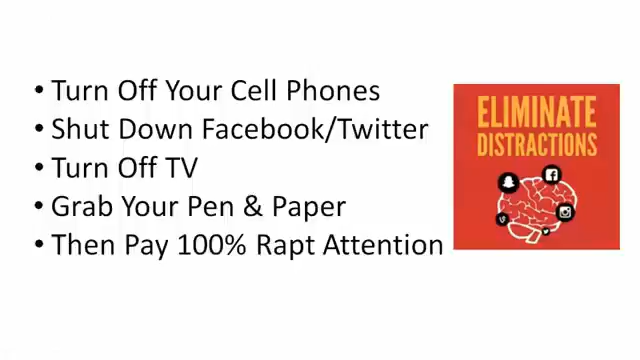 • Turn Off Your Cell Phones
• Shut Down Facebook/Twitter
• Turn Off TV
• Grab Your Pen & Paper
• Then Pay 100% Rapt Attention
ELIMINATE
DISTRACTIONS